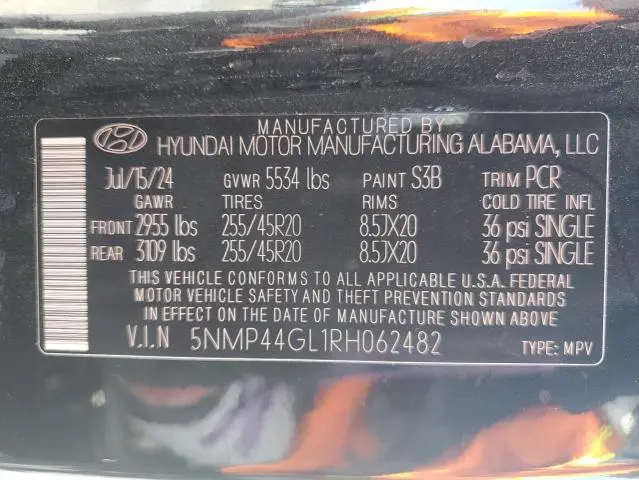 MANUFACTURED BY
HYUNDAI MOTOR MANUFACTURING ALABAMA, LLC
Jul/15/24 GVWR 5534 lbs PAINT S3B TRIM PCR
GAWR TIRES RIMS COLD TIRE INFL
FRONT 2955 lbs 255/45R20 8.5JX20 36 psi SINGLE
REAR 3109 lbs 255/45R20 8.5JX20 36 psi SINGLE
THIS VEHICLE CONFORMS TO ALL APPLICABLE U.S.A. FEDERAL
MOTOR VEHICLE SAFETY AND THEFT PREVENTION STANDARDS
IN EFFECT ON THE DATE OF MANUFACTURE SHOWN ABOVE.
V.I.N 5NMP44GL1RH062482 TYPE: MPV